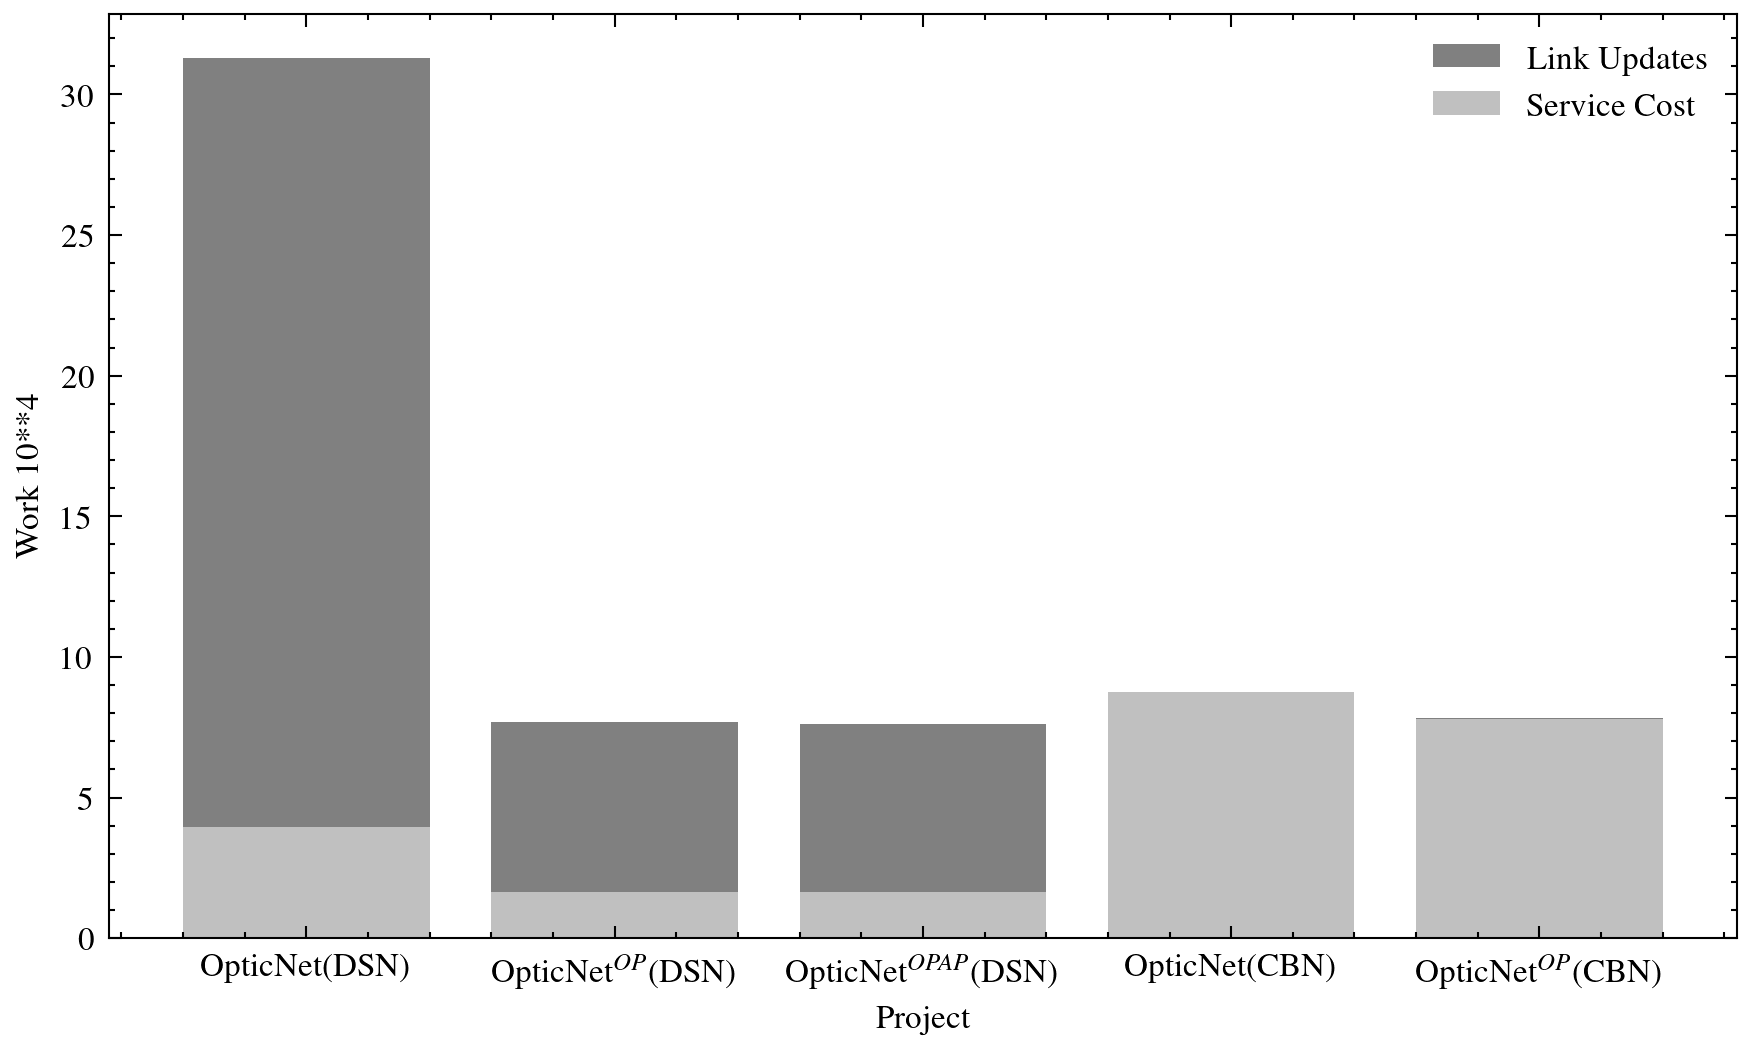 Link Updates
Service Cost
30
25
20
15
10
5
0
Work 10**4
OpticNet(DSN) OpticNet^OP(DSN) OpticNet^OPAP(DSN) OpticNet(CBN) OpticNet^OP(CBN)
Project